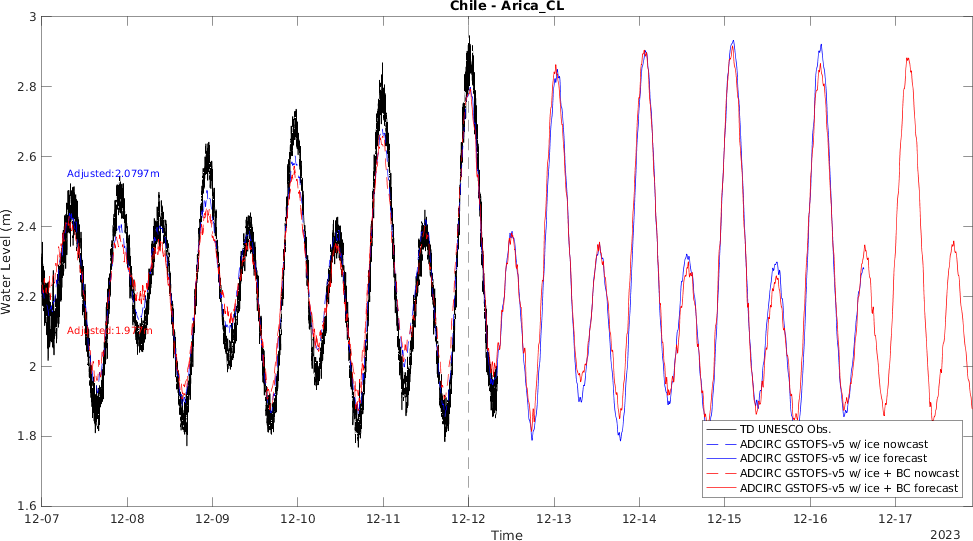 Chile - Arica_CL
3
2.8
2.6
2.4
2.2
2
1.8
1.6
Water Level (m)
Adjusted:2.0797m
TD UNESCO Obs.
ADCIRC GSTOFS-v5 w/ ice nowcast
ADCIRC GSTOFS-v5 w/ ice forecast
ADCIRC GSTOFS-v5 w/ ice + BC nowcast
ADCIRC GSTOFS-v5 w/ ice + BC forecast
12-07 12-08 12-09 12-10 12-11 12-12 12-13 12-14 12-15 12-16 12-17
Time
2023